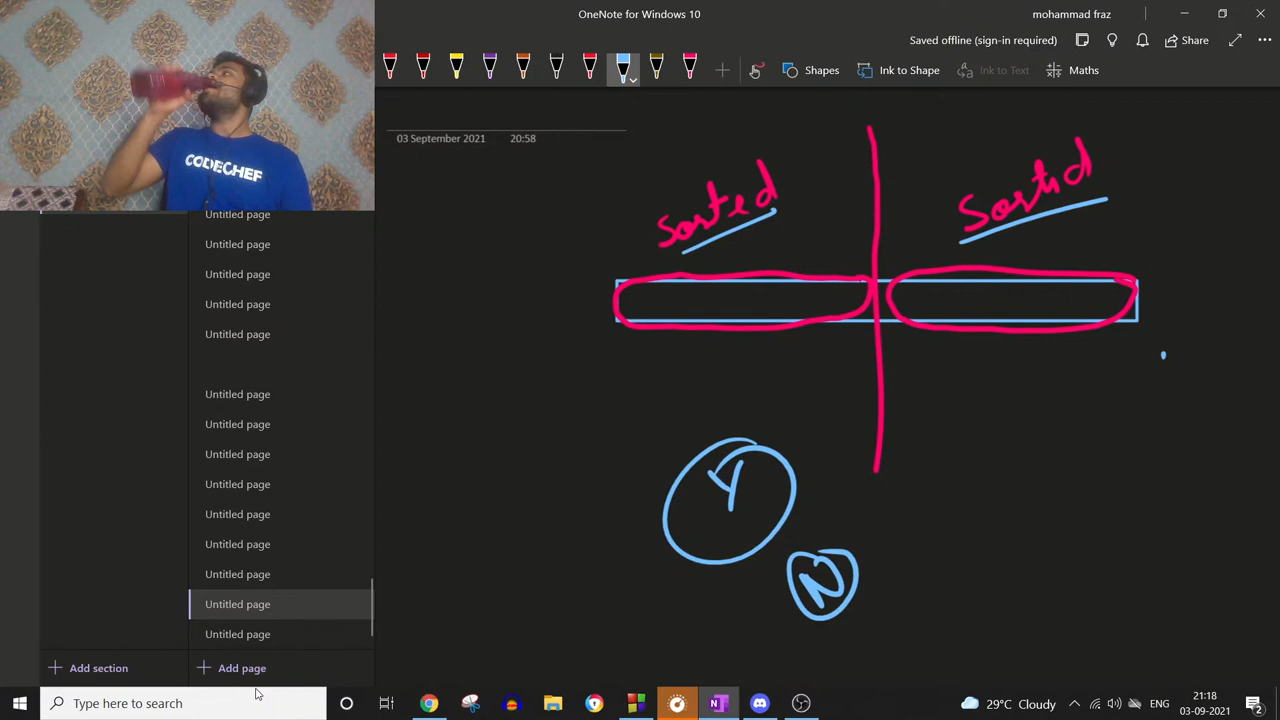 OneNote for Windows 10
mohammad fraz
Saved offline (sign-in required)
Share
Shapes
Ink to Shape
Ink to Text
Maths
CODECHEF
03 September 2021 20:58
Sorted
Sorted
Y
N
Untitled page
Untitled page
Untitled page
Untitled page
Untitled page
Untitled page
Untitled page
Untitled page
Untitled page
Untitled page
Untitled page
Untitled page
Untitled page
Untitled page
Add section
Add page
Type here to search
29°C Cloudy
ENG
21:18
03-09-2021